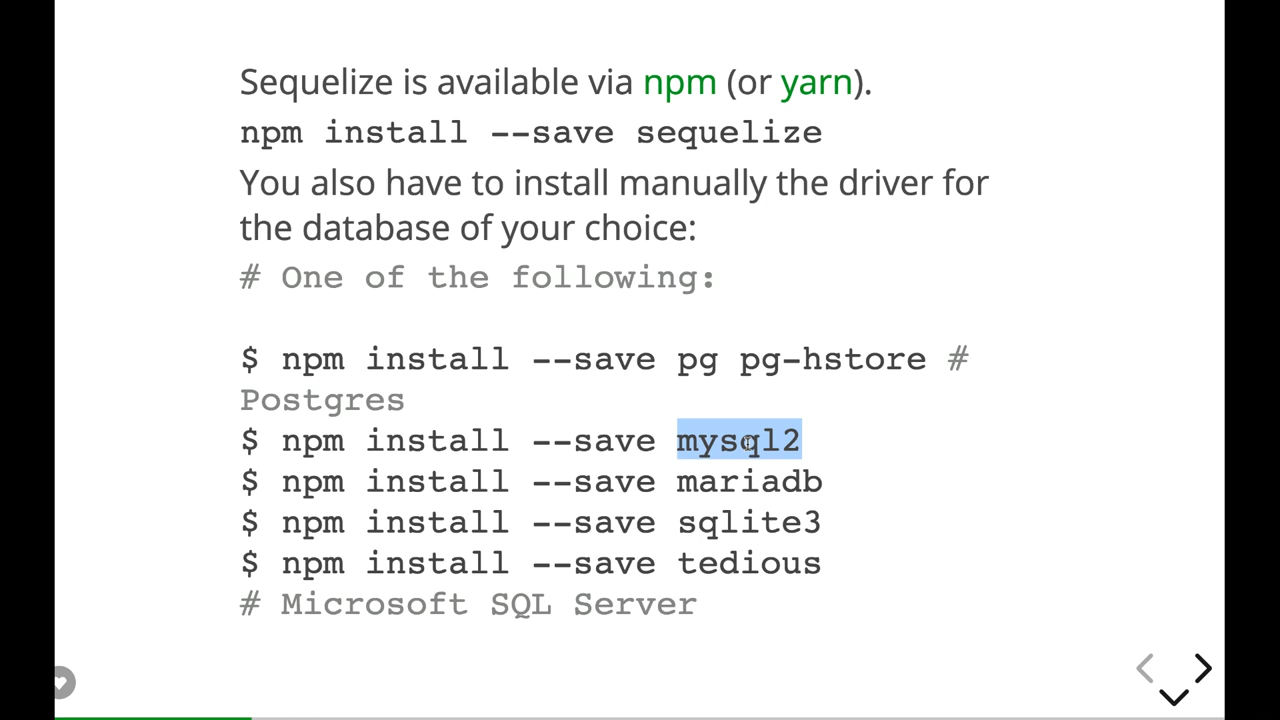 Sequelize is available via npm (or yarn).
npm install --save sequelize
You also have to install manually the driver for
the database of your choice:
# One of the following:
$ npm install --save pg pg-hstore #
Postgres
$ npm install --save mysql2
$ npm install --save mariadb
$ npm install --save sqlite3
$ npm install --save tedious
# Microsoft SQL Server